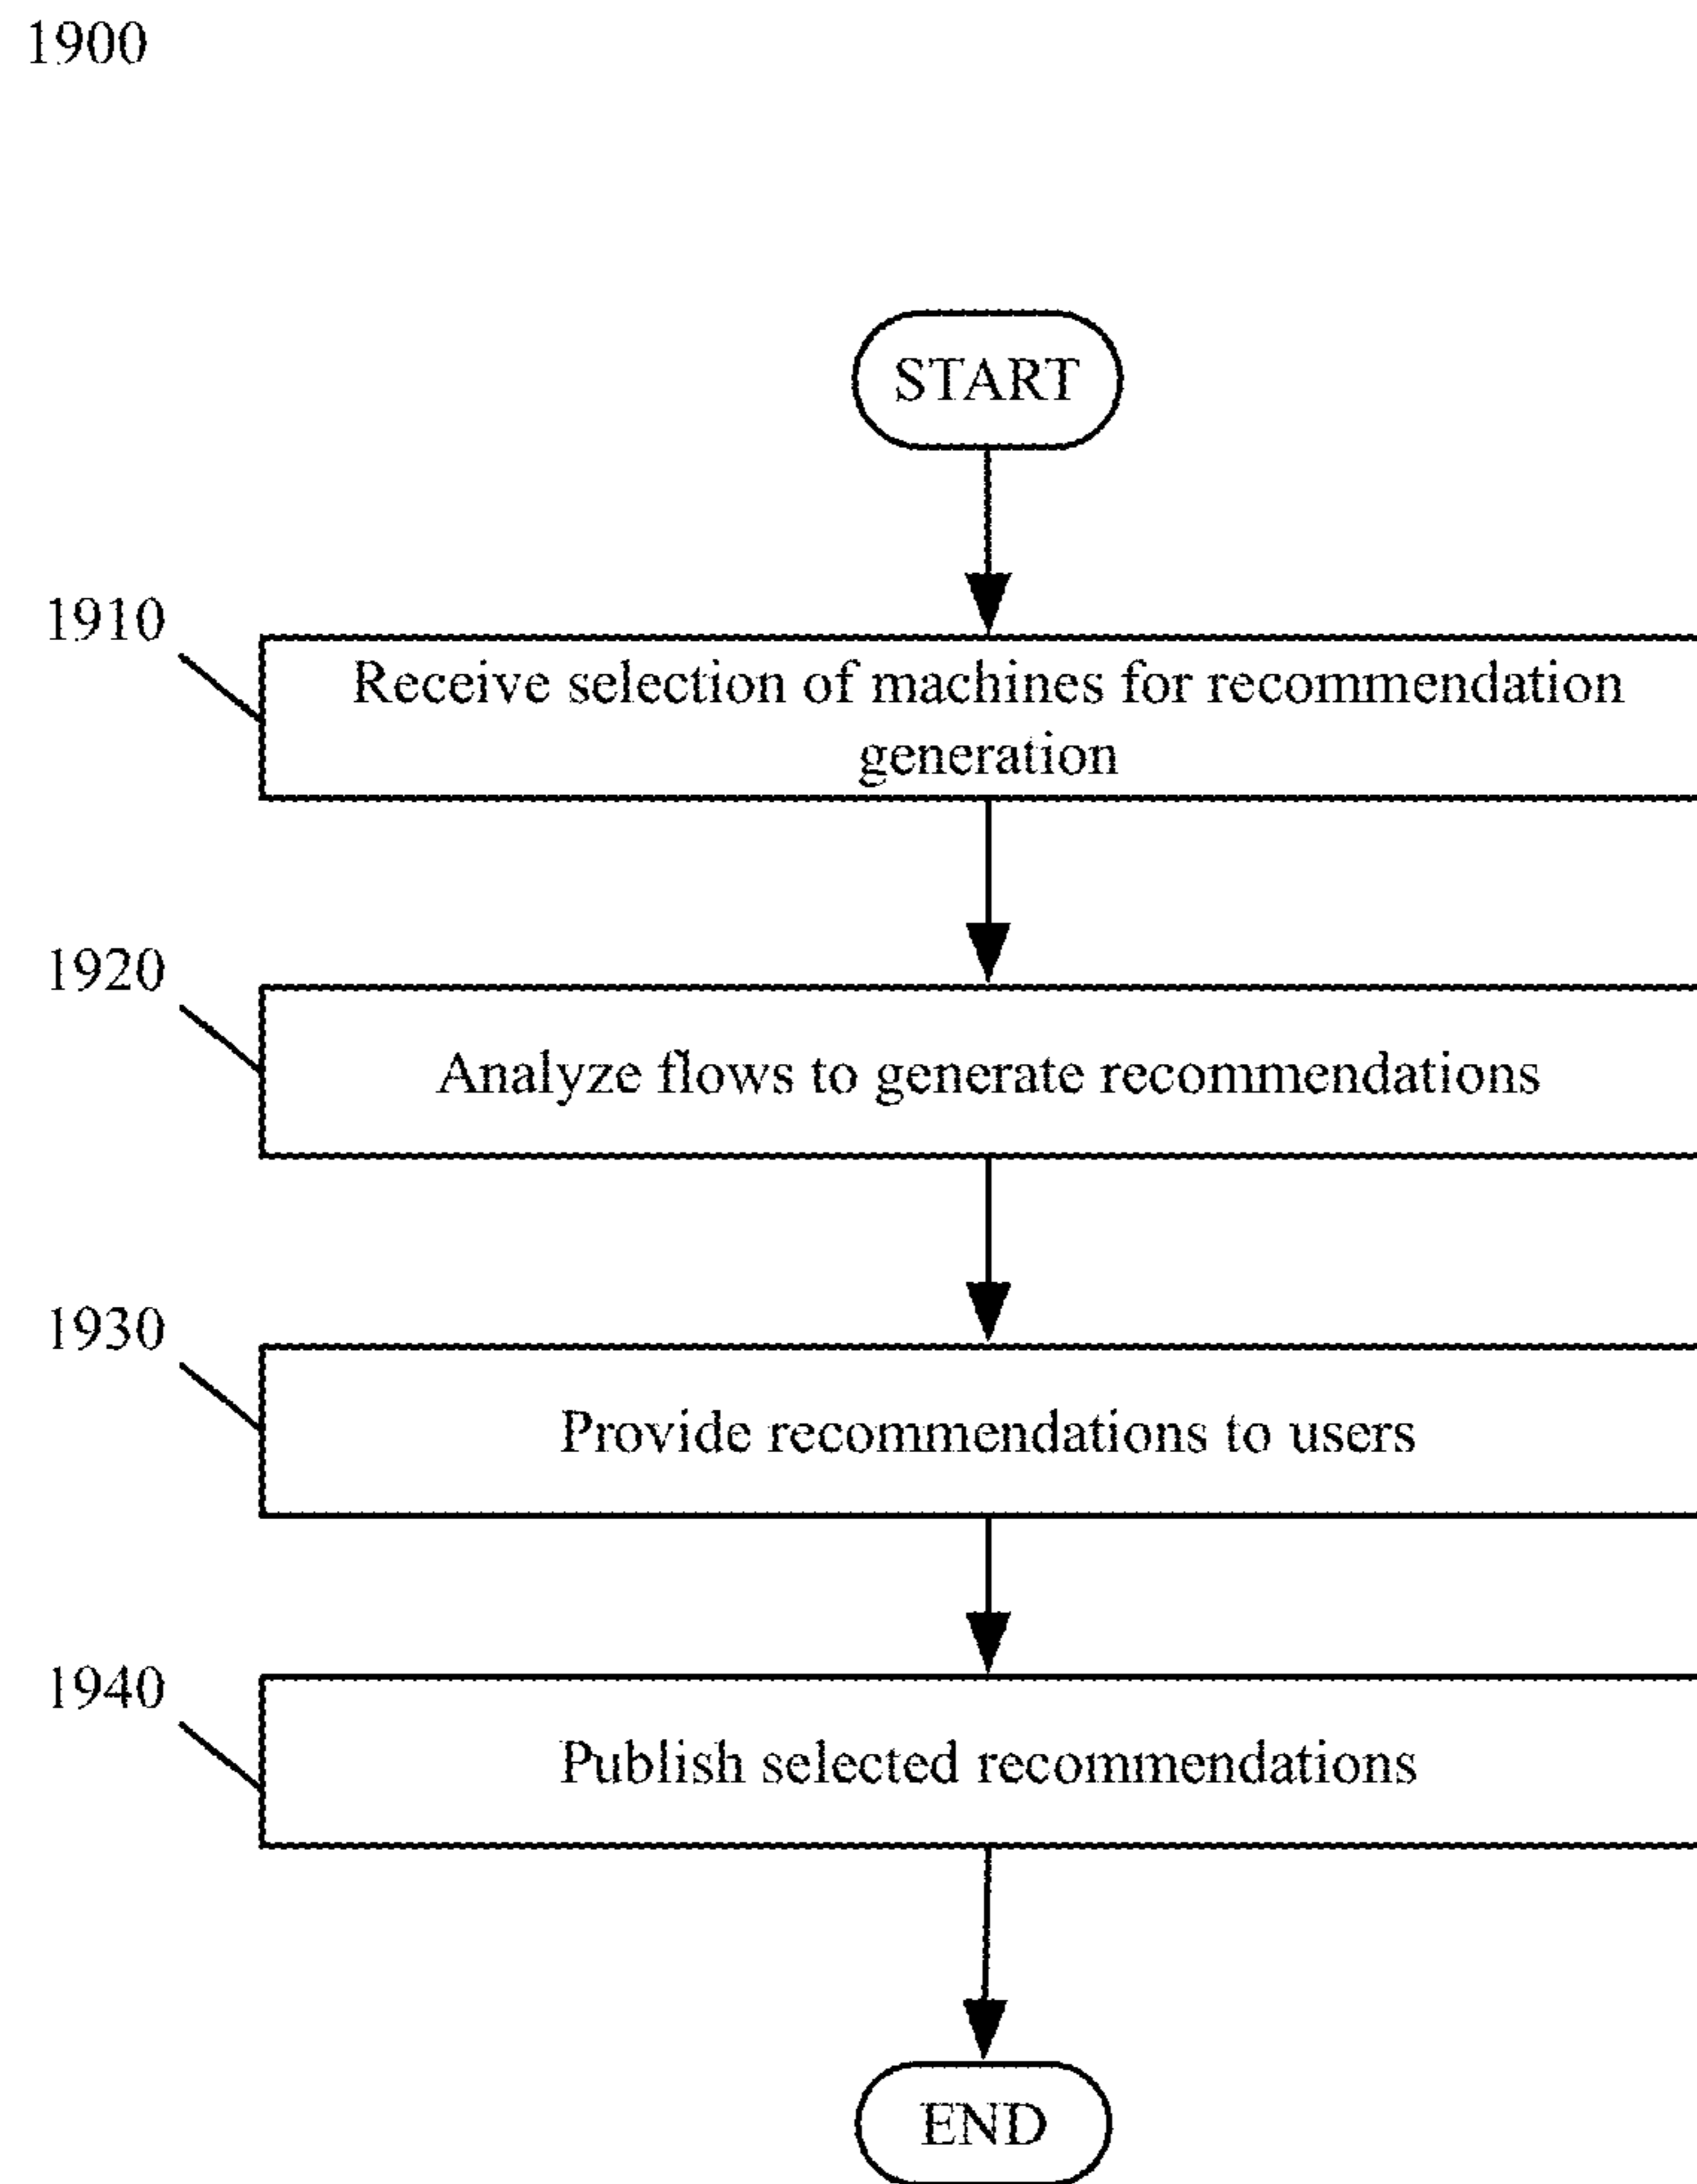 1900
START
1910
Receive selection of machines for recommendation
generation
1920
Analyze flows to generate recommendations
1930
Provide recommendations to users
1940
Publish selected recommendations
END